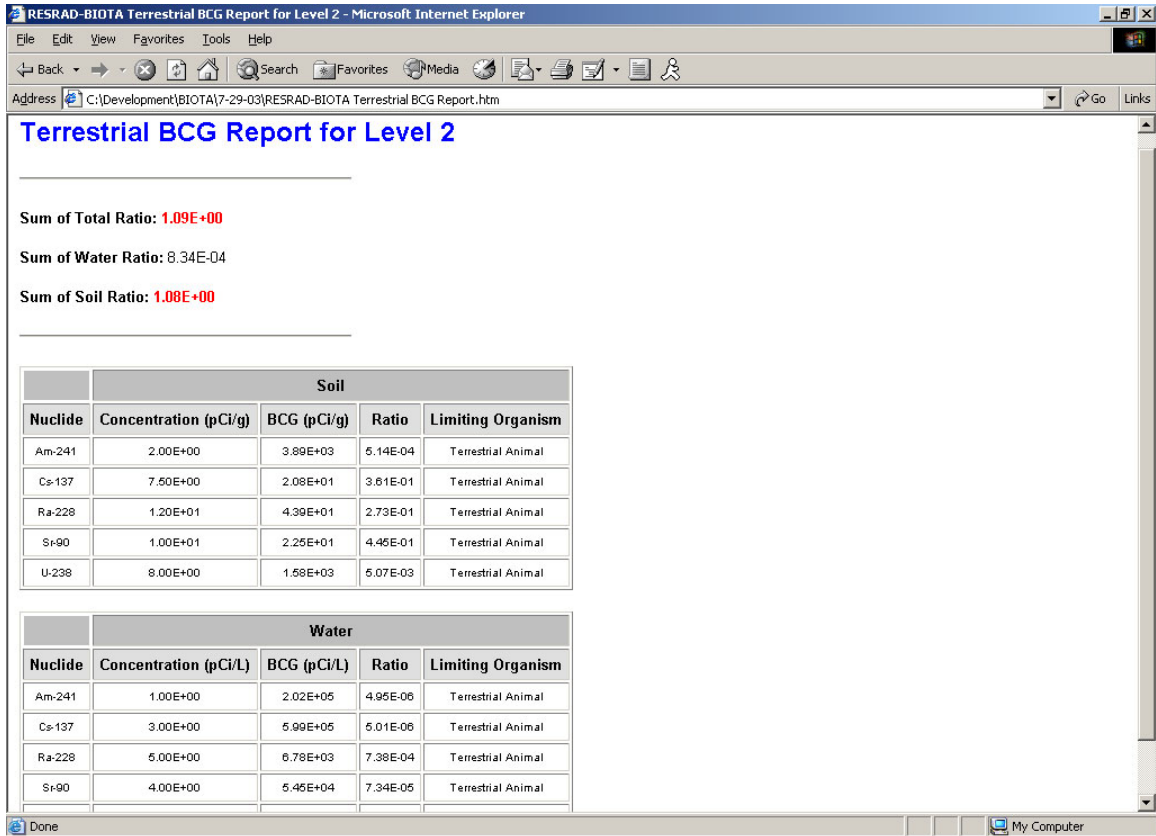 RESRAD-BIOTA Terrestrial BCG Report for Level 2 - Microsoft Internet Explorer
File Edit View Favorites Tools Help
Back Search Favorites Media
Address C:\Development\BIOTA\7-29-03\RESRAD-BIOTA Terrestrial BCG Report.htm Go Links
Terrestrial BCG Report for Level 2
Sum of Total Ratio: 1.09E+00
Sum of Water Ratio: 8.34E-04
Sum of Soil Ratio: 1.08E+00
Soil
Nuclide Concentration (pCi/g) BCG (pCi/g) Ratio Limiting Organism
Am-241 2.00E+00 3.89E+03 5.14E-04 Terrestrial Animal
Cs-137 7.50E+00 2.08E+01 3.61E-01 Terrestrial Animal
Ra-228 1.20E+01 4.39E+01 2.73E-01 Terrestrial Animal
Sr-90 1.00E+01 2.25E+01 4.45E-01 Terrestrial Animal
U-238 8.00E+00 1.58E+03 5.07E-03 Terrestrial Animal
Water
Nuclide Concentration (pCi/L) BCG (pCi/L) Ratio Limiting Organism
Am-241 1.00E+00 2.02E+05 4.95E-06 Terrestrial Animal
Cs-137 3.00E+00 5.99E+05 5.01E-06 Terrestrial Animal
Ra-228 5.00E+00 6.78E+03 7.38E-04 Terrestrial Animal
Sr-90 4.00E+00 5.45E+04 7.34E-05 Terrestrial Animal
Done My Computer